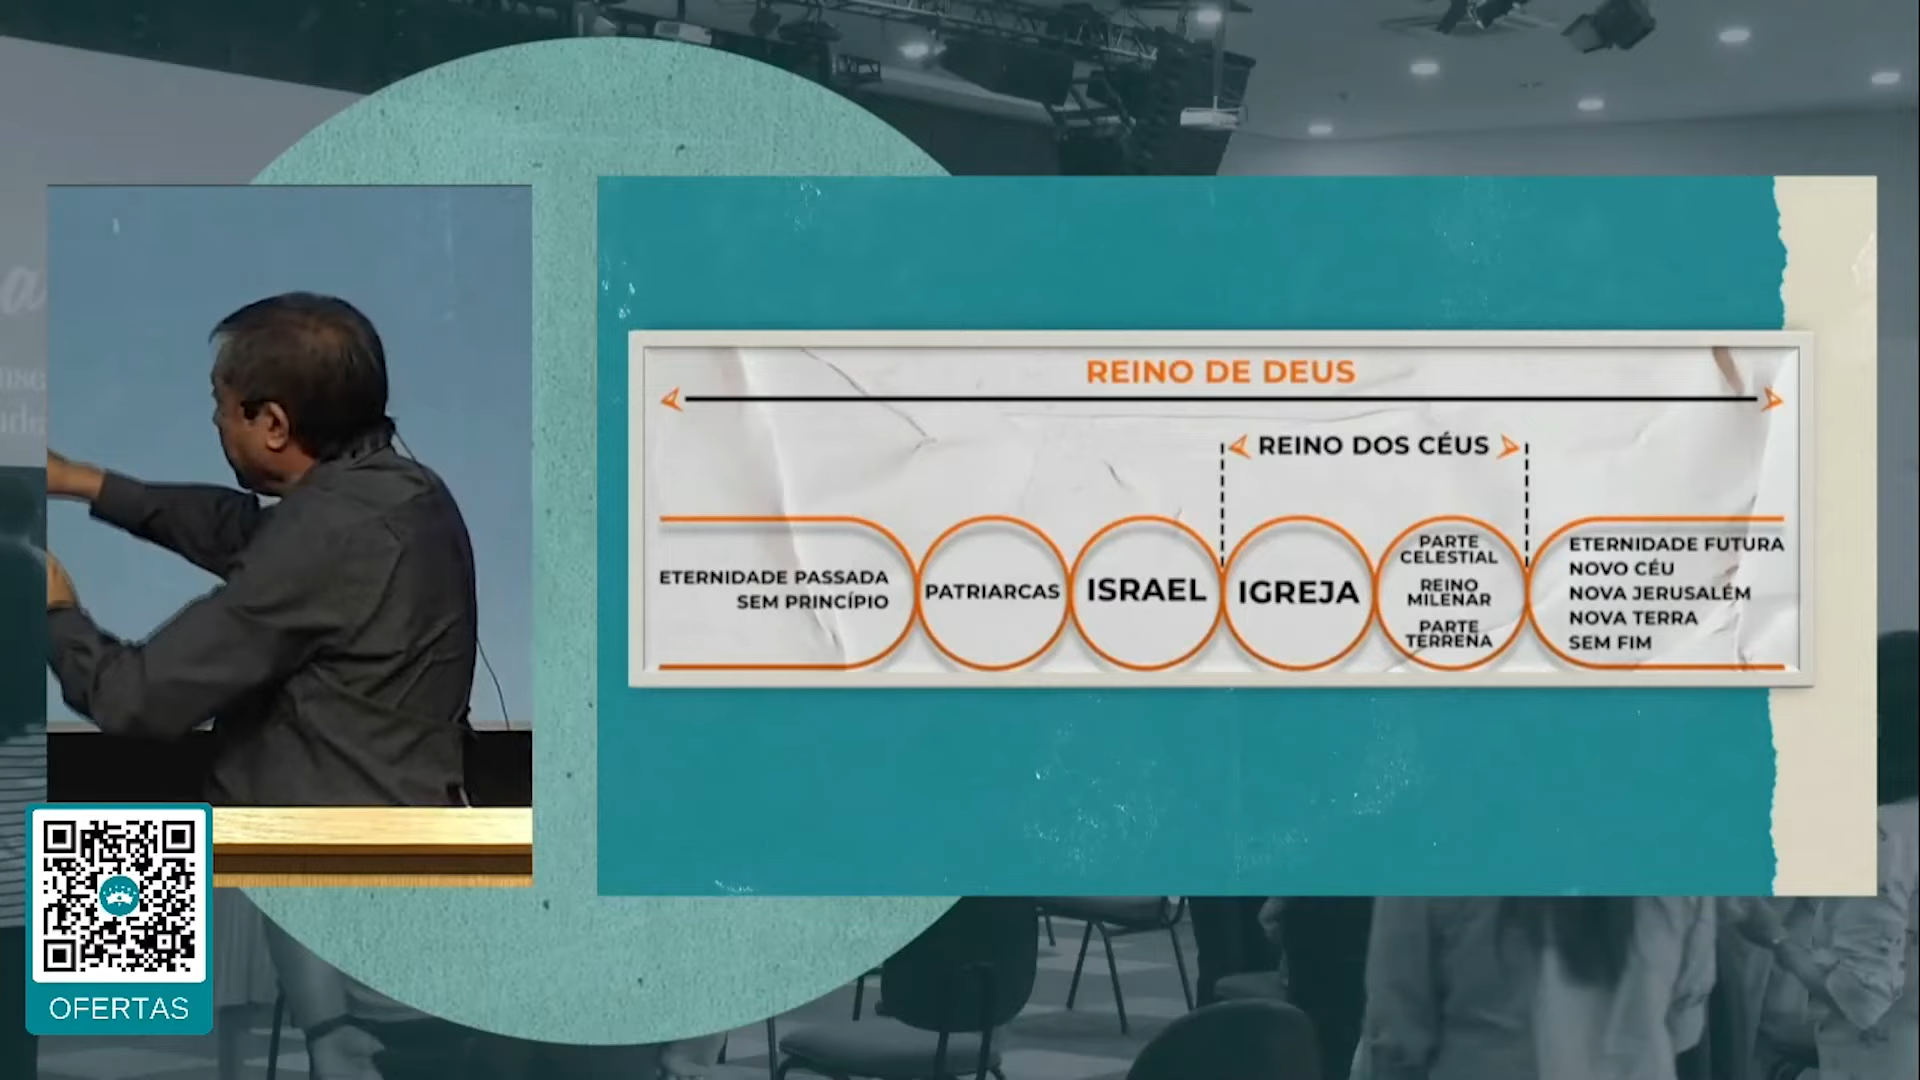 REINO DE DEUS
REINO DOS CÉUS
ETERNIDADE PASSADA
SEM PRINCÍPIO
PATRIARCAS
ISRAEL
IGREJA
PARTE
CELESTIAL
REINO
MILENAR
PARTE
TERRENA
ETERNIDADE FUTURA
NOVO CÉU
NOVA JERUSALÉM
NOVA TERRA
SEM FIM
OFERTAS